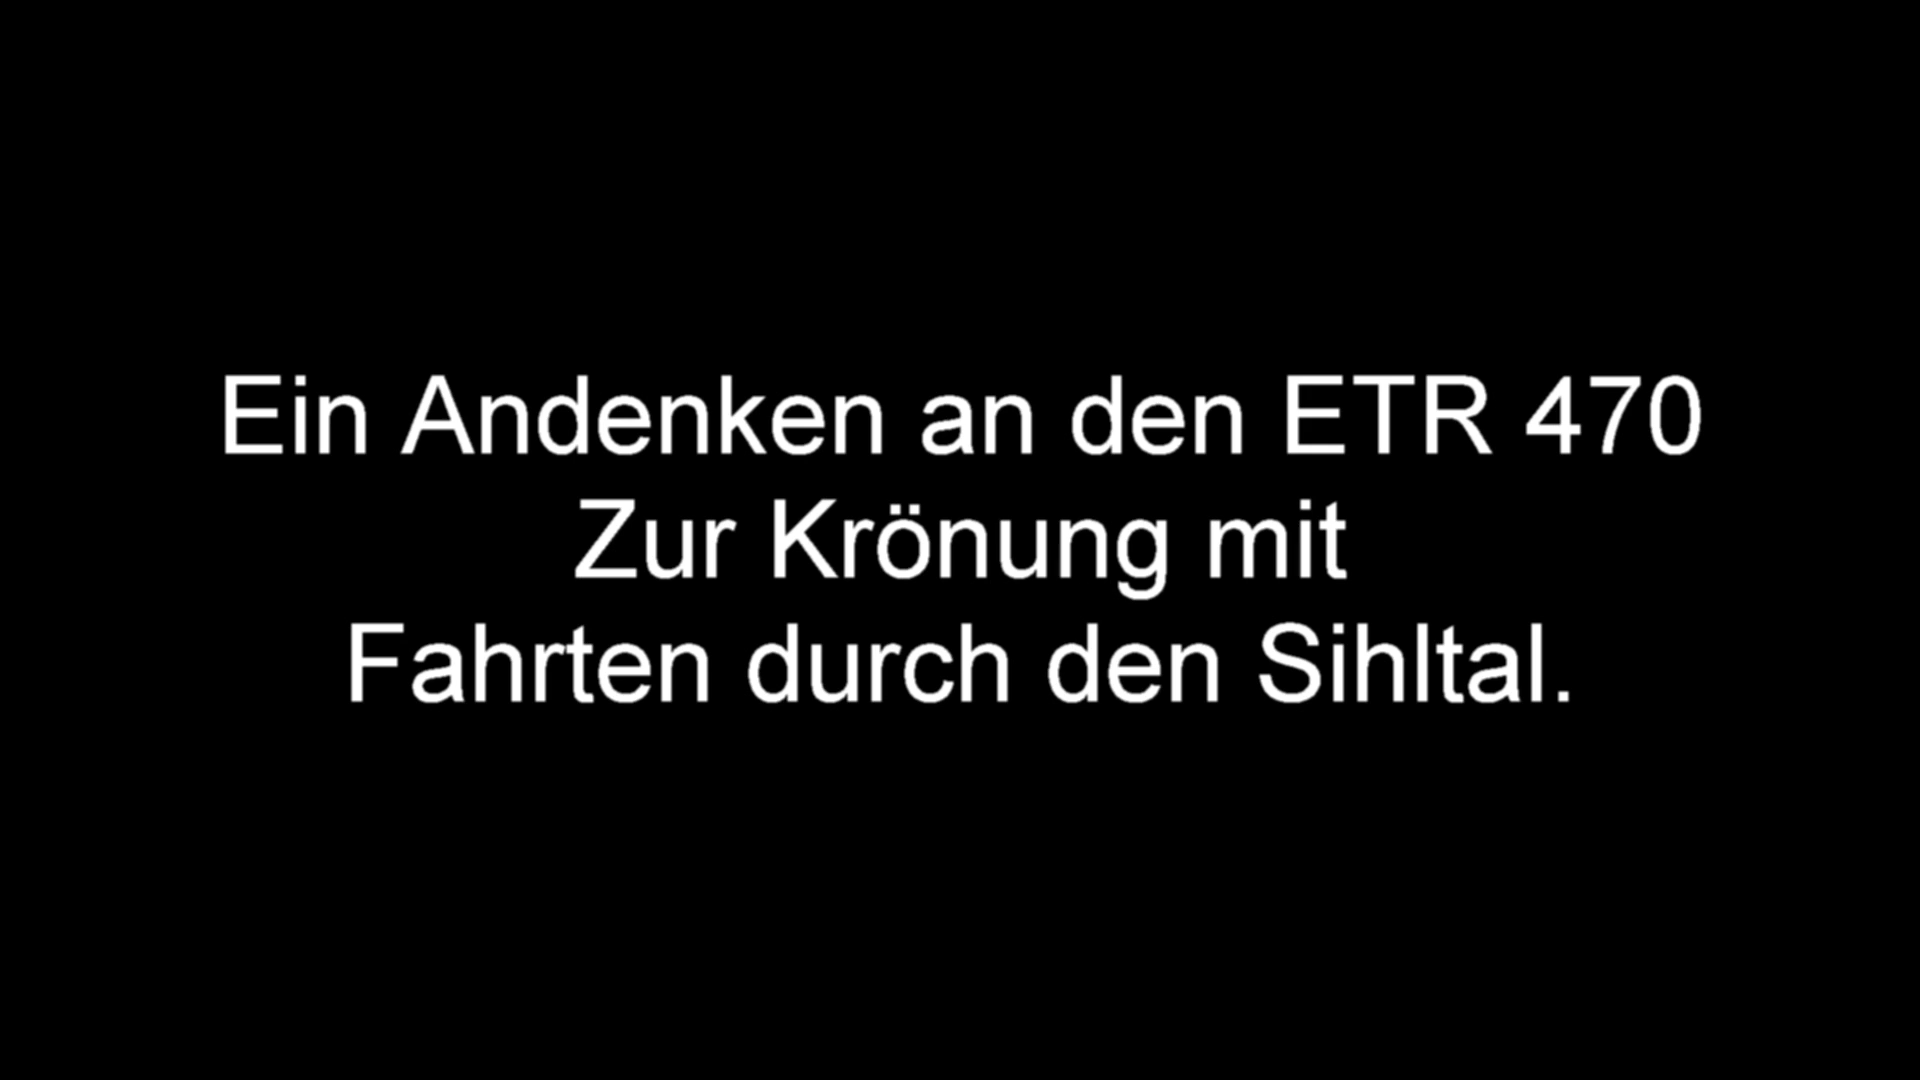 Ein Andenken an den ETR 470
Zur Krönung mit
Fahrten durch den Sihltal.